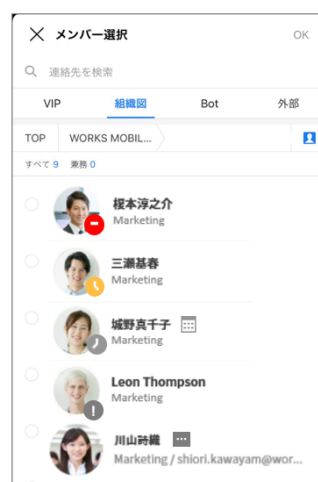 メンバー選択 OK
連絡先を検索
VIP 組織図 Bot 外部
TOP WORKS MOBIL...
すべて 9 兼務 0
榎本淳之介
Marketing
三瀬基春
Marketing
城野真千子
Marketing
Leon Thompson
Marketing
川山詩織
Marketing / shiori.kawayam@wor...